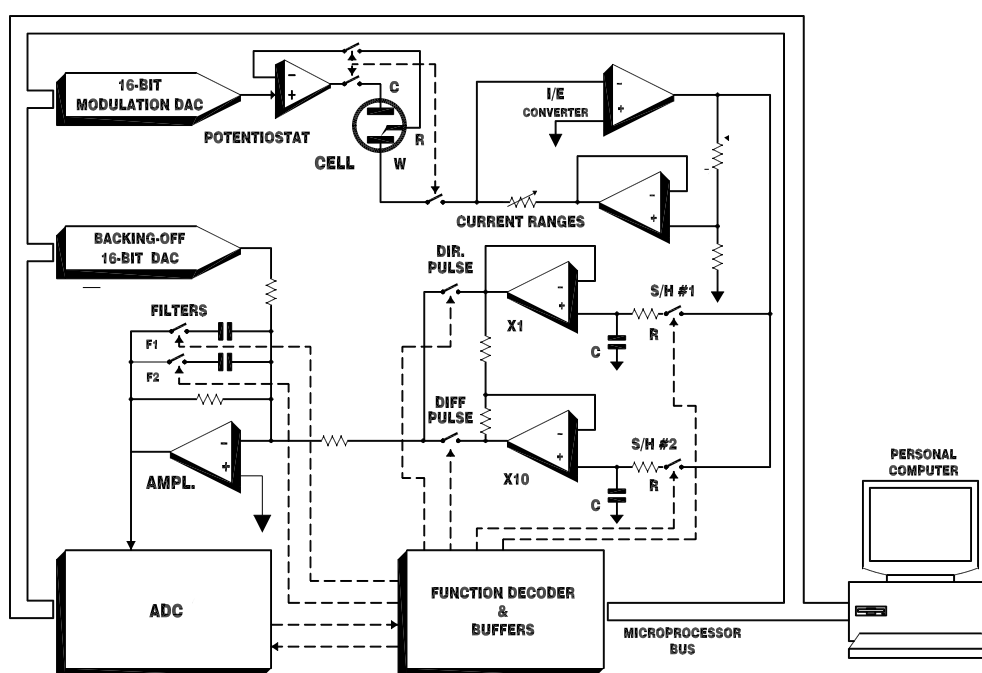 16-BIT
MODULATION DAC
POTENTIOSTAT
C
R
W
CELL
I/E
CONVERTER
CURRENT RANGES
BACKING-OFF
16-BIT DAC
FILTERS
F1
F2
DIR.
PULSE
X1
S/H #1
R
C
DIFF
PULSE
X10
S/H #2
R
C
AMPL.
ADC
FUNCTION DECODER
&
BUFFERS
MICROPROCESSOR
BUS
PERSONAL
COMPUTER